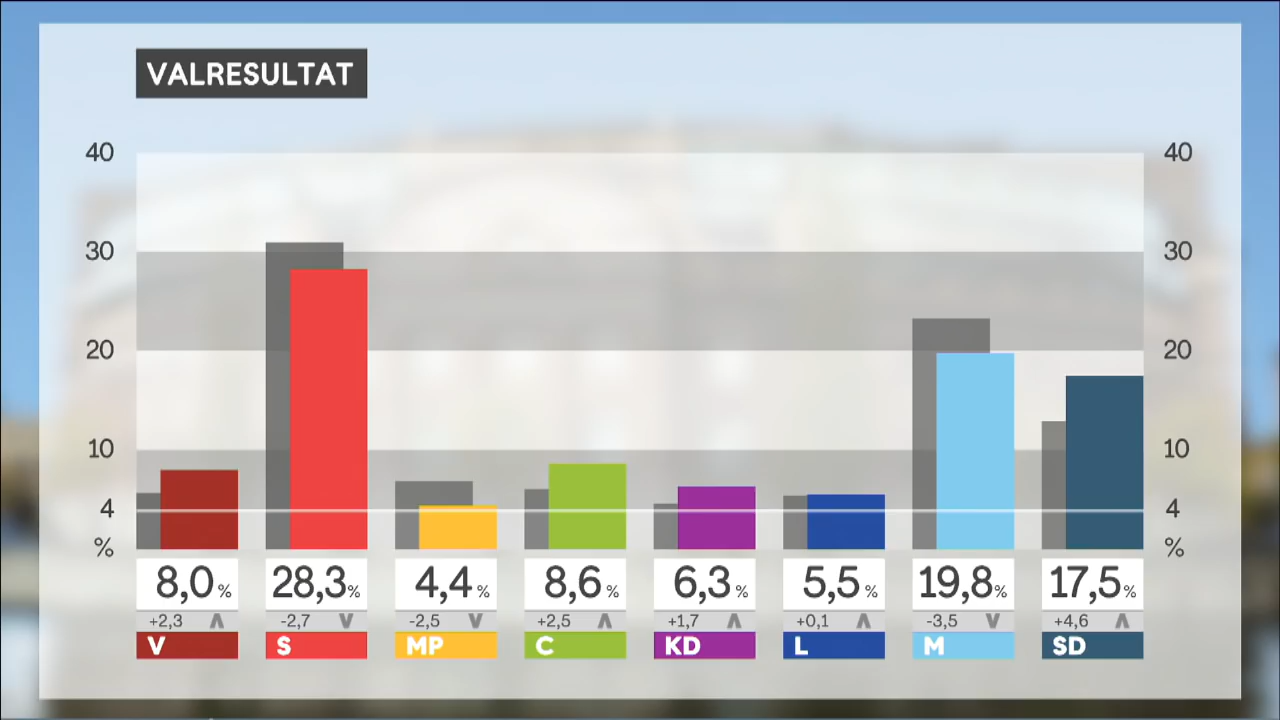 VALRESULTAT
40 40
30 30
20 20
10 10
4 4
% %
8,0% 28,3% 4,4% 8,6% 6,3% 5,5% 19,8% 17,5%
+2,3 -2,7 -2,5 +2,5 +1,7 +0,1 -3,5 +4,6
V S MP C KD L M SD